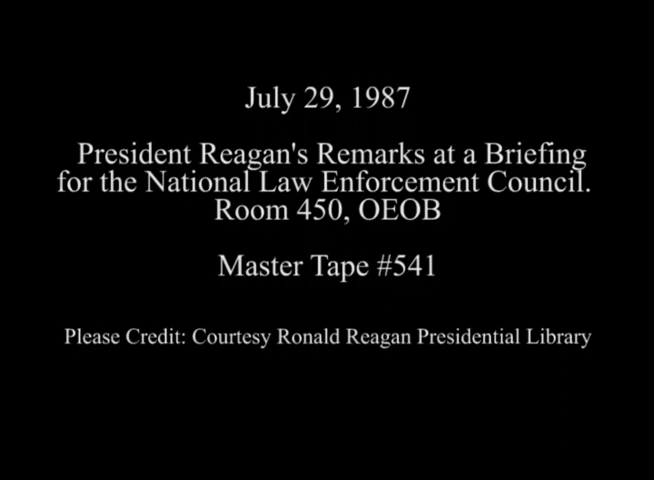 July 29, 1987
President Reagan's Remarks at a Briefing
for the National Law Enforcement Council.
Room 450, OEOB
Master Tape #541
Please Credit: Courtesy Ronald Reagan Presidential Library